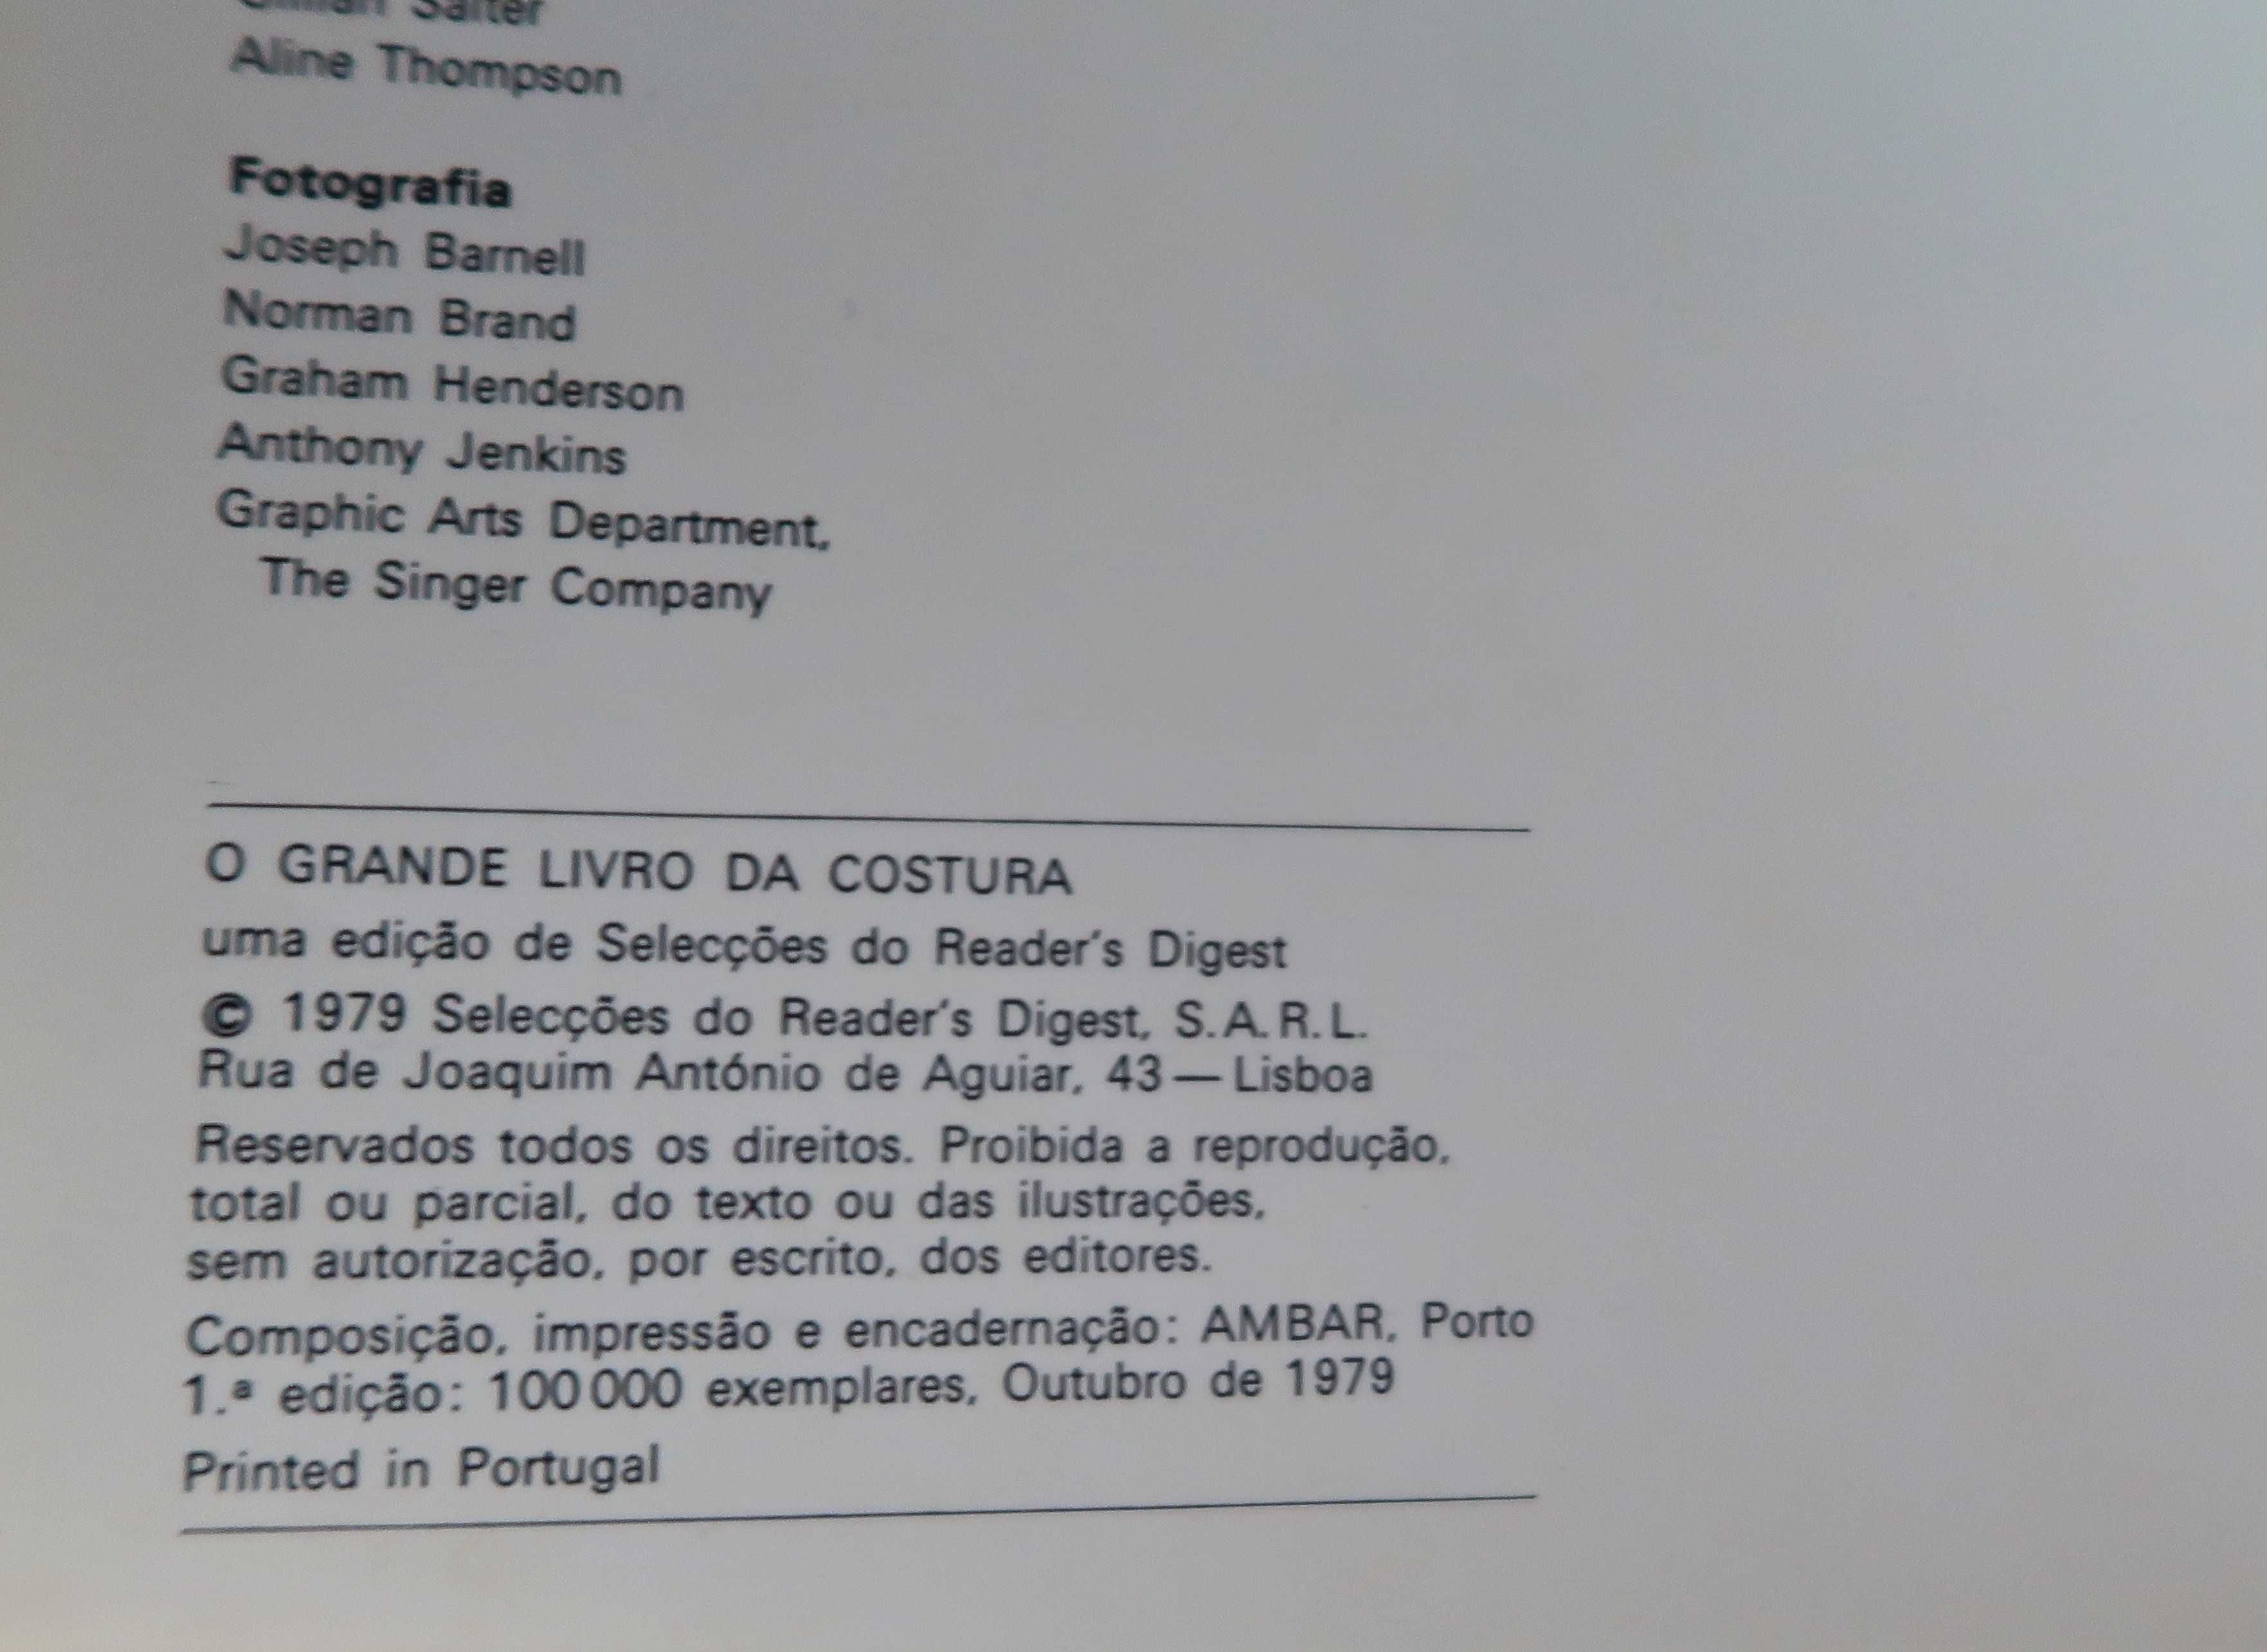 Salter
Aline Thompson
Fotografia
Joseph Barnell
Norman Brand
Graham Henderson
Anthony Jenkins
Graphic Arts Department,
The Singer Company
O GRANDE LIVRO DA COSTURA
uma edição de Selecções do Reader's Digest
© 1979 Selecções do Reader's Digest, S.A.R.L.
Rua de Joaquim António de Aguiar, 43 — Lisboa
Reservados todos os direitos. Proibida a reprodução,
total ou parcial, do texto ou das ilustrações,
sem autorização, por escrito, dos editores.
Composição, impressão e encadernação: AMBAR, Porto
1.ª edição: 100 000 exemplares, Outubro de 1979
Printed in Portugal